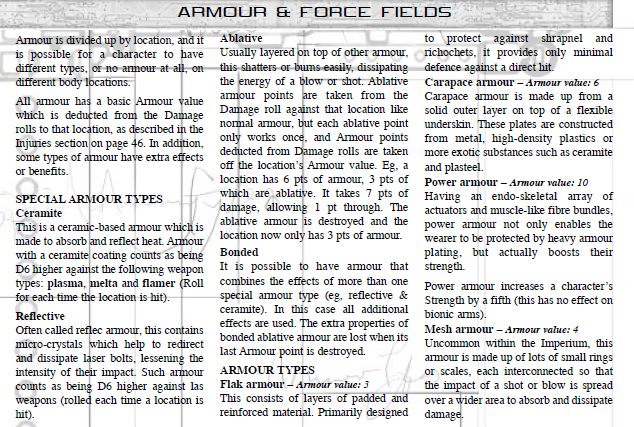 ARMOUR & FORCE FIELDS
Armour is divided up by location, and it
is possible for a character to have
different types, or no armour at all, on
different body locations.
All armour has a basic Armour value
which is deducted from the Damage
rolls to that location, as described in the
Injuries section on page 46. In addition,
some types of armour have extra effects
or benefits.
SPECIAL ARMOUR TYPES
Ceramite
This is a ceramic-based armour which is
made to absorb and reflect heat. Armour
with a ceramite coating counts as being
D6 higher against the following weapon
types: plasma, melta and flamer (Roll
for each time the location is hit).
Reflective
Often called reflec armour, this contains
micro-crystals which help to redirect
and dissipate laser bolts, lessening the
intensity of their impact. Such armour
counts as being D6 higher against las
weapons (rolled each time a location is
hit).
Ablative
Usually layered on top of other armour,
this shatters or burns easily, dissipating
the energy of a blow or shot. Ablative
armour points are taken from the
Damage roll against that location like
normal armour, but each ablative point
only works once, and Armour points
deducted from Damage rolls are taken
off the location's Armour value. Eg, a
location has 6 pts of armour, 3 pts of
which are ablative. It takes 7 pts of
damage, allowing 1 pt through. The
ablative armour is destroyed and the
location now only has 3 pts of armour.
Bonded
It is possible to have armour that
combines the effects of more than one
special armour type (eg, reflective &
ceramite). In this case all additional
effects are used. The extra properties of
bonded ablative armour are lost when its
last Armour point is destroyed.
ARMOUR TYPES
Flak armour – Armour value: 3
This consists of layers of padded and
reinforced material. Primarily designed
to protect against shrapnel and
richochets, it provides only minimal
defence against a direct hit.
Carapace armour – Armour value: 6
Carapace armour is made up from a
solid outer layer on top of a flexible
underskin. These plates are constructed
from metal, high-density plastics or
more exotic substances such as ceramite
and plasteel.
Power armour – Armour value: 10
Having an endo-skeletal array of
actuators and muscle-like fibre bundles,
power armour not only enables the
wearer to be protected by heavy armour
plating, but actually boosts their
strength.
Power armour increases a character's
Strength by a fifth (this has no effect on
bionic arms).
Mesh armour – Armour value: 4
Uncommon within the Imperium, this
armour is made up of lots of small rings
or scales, each interconnected so that
the impact of a shot or blow is spread
over a wider area to absorb and dissipate
damage.